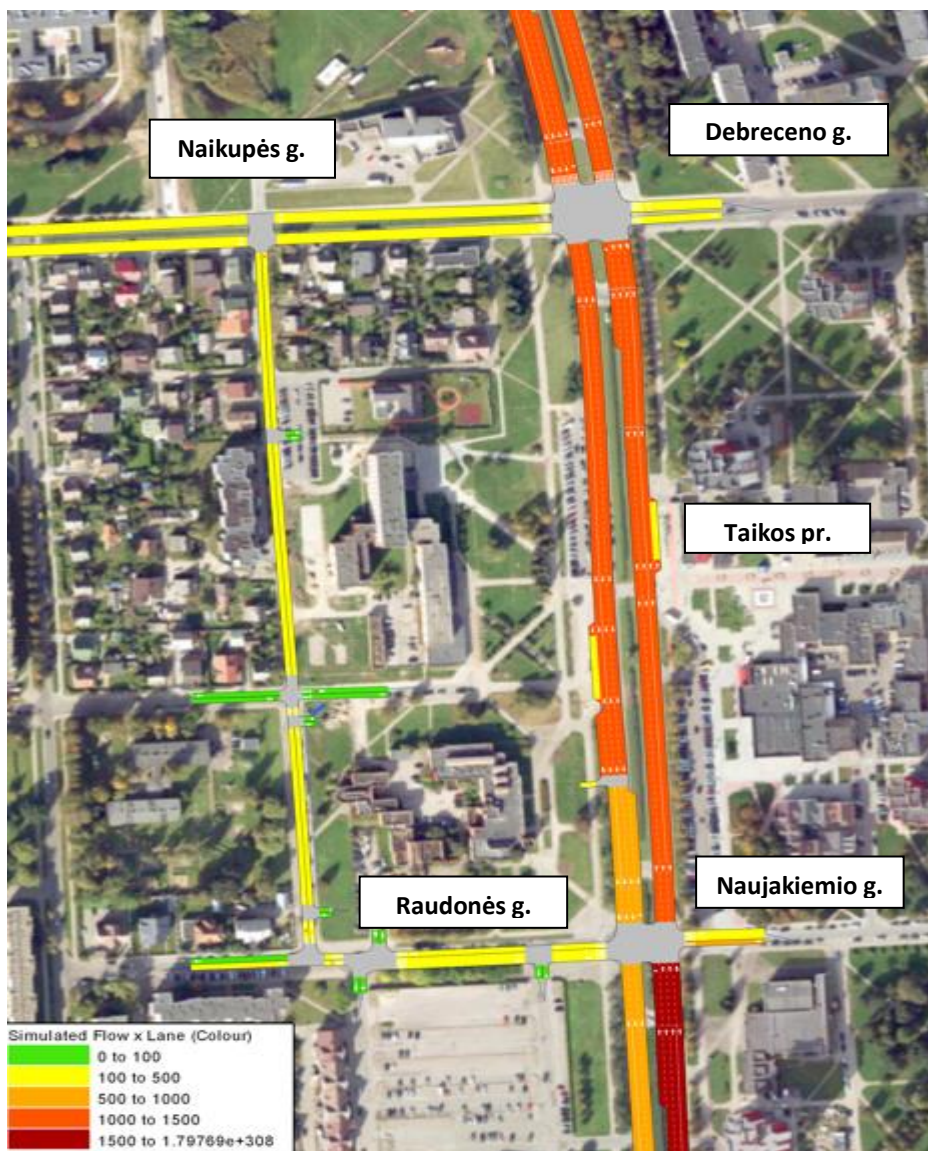 Debreceno g.
Naikupės g.
Taikos pr.
Naujakiemio g.
Raudonės g.
Simulated Flow x Lane (Colour)
0 to 100
100 to 500
500 to 1000
1000 to 1500
1500 to 1.79769e+308